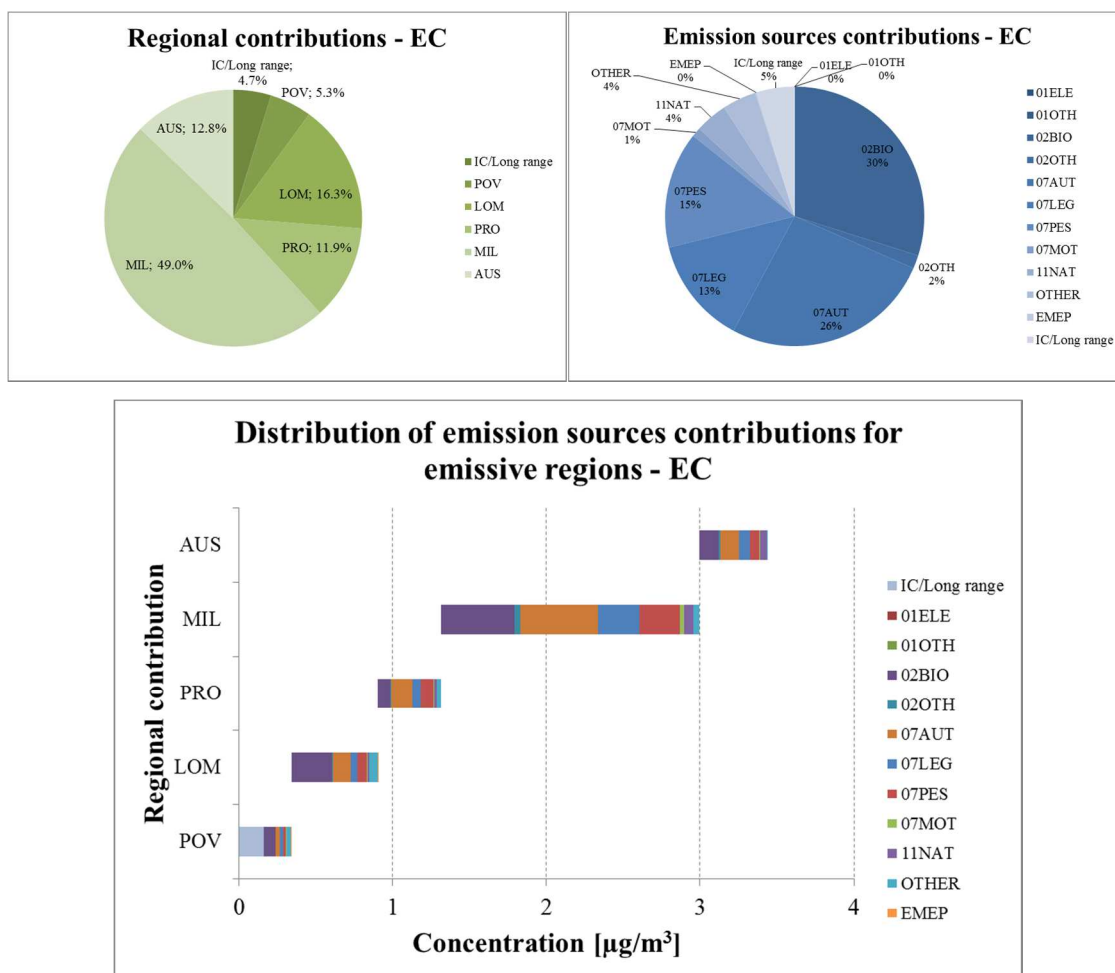 Regional contributions - EC
IC/Long range;
4.7%
POV; 5.3%
AUS; 12.8%
LOM; 16.3%
PRO; 11.9%
MIL; 49.0%
IC/Long range
POV
LOM
PRO
MIL
AUS
Emission sources contributions - EC
EMEP
0%
IC/Long range
5%
01ELE
0%
01OTH
0%
OTHER
4%
11NAT
4%
07MOT
1%
02BIO
30%
07PES
15%
02OTH
2%
07LEG
13%
07AUT
26%
01ELE
01OTH
02BIO
02OTH
07AUT
07LEG
07PES
07MOT
11NAT
OTHER
EMEP
IC/Long range
Distribution of emission sources contributions for
emissive regions - EC
Regional contribution
AUS
MIL
PRO
LOM
POV
0 1 2 3 4
Concentration [µg/m³]
IC/Long range
01ELE
01OTH
02BIO
02OTH
07AUT
07LEG
07PES
07MOT
11NAT
OTHER
EMEP